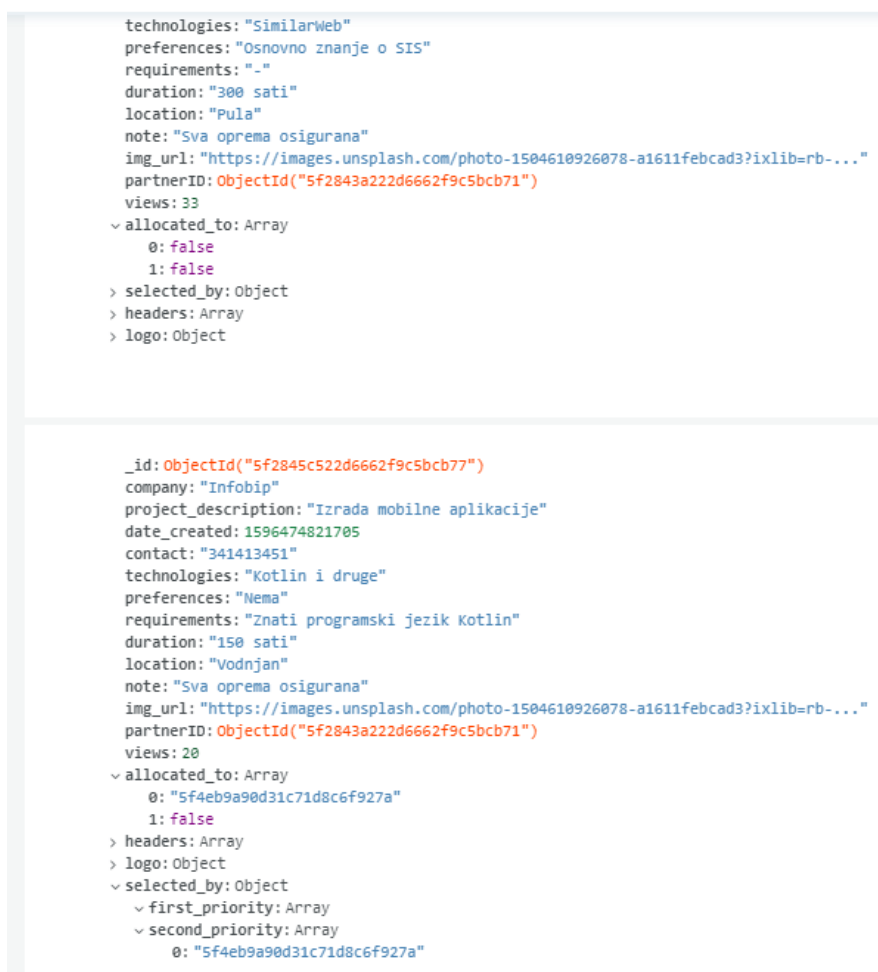 technologies: "SimilarWeb"
preferences: "Osnovno znanje o SIS"
requirements: "-"
duration: "300 sati"
location: "Pula"
note: "Sva oprema osigurana"
img_url: "https://images.unsplash.com/photo-1504610926078-a1611febcad3?ixlib=rb-..."
partnerID: ObjectId("5f2843a222d6662f9c5bcb71")
views: 33
allocated_to: Array
0: false
1: false
selected_by: Object
headers: Array
logo: Object
_id: ObjectId("5f2845c522d6662f9c5bcb77")
company: "Infobip"
project_description: "Izrada mobilne aplikacije"
date_created: 1596474821705
contact: "341413451"
technologies: "Kotlin i druge"
preferences: "Nema"
requirements: "Znati programski jezik Kotlin"
duration: "150 sati"
location: "Vodnjan"
note: "Sva oprema osigurana"
img_url: "https://images.unsplash.com/photo-1504610926078-a1611febcad3?ixlib=rb-..."
partnerID: ObjectId("5f2843a222d6662f9c5bcb71")
views: 20
allocated_to: Array
0: "5f4eb9a90d31c71d8c6f927a"
1: false
headers: Array
logo: Object
selected_by: Object
first_priority: Array
second_priority: Array
0: "5f4eb9a90d31c71d8c6f927a"